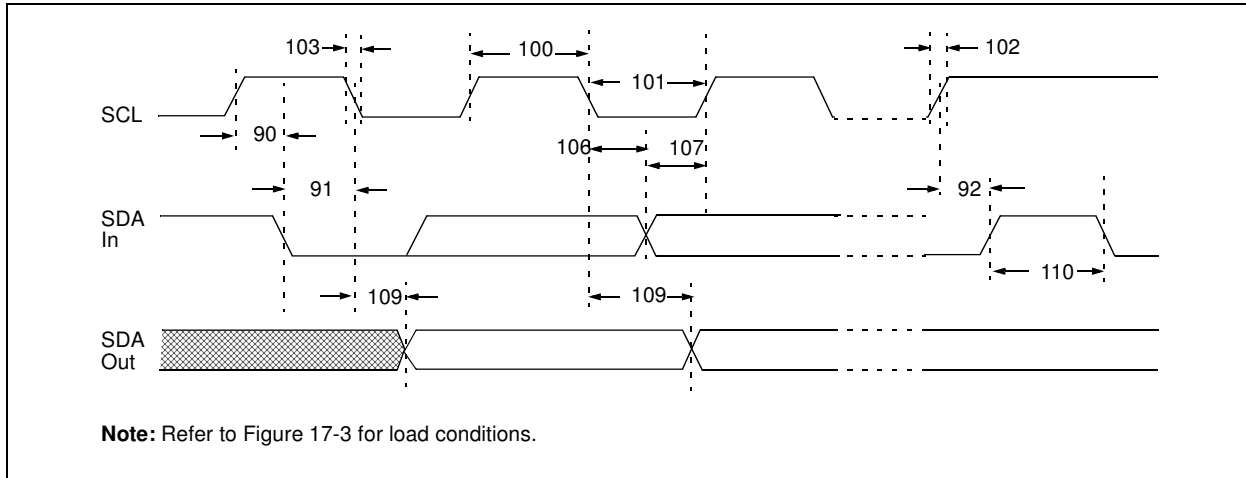 103
100
102
101
SCL
90
106
107
91
92
SDA
In
110
109
109
SDA
Out
Note: Refer to Figure 17-3 for load conditions.